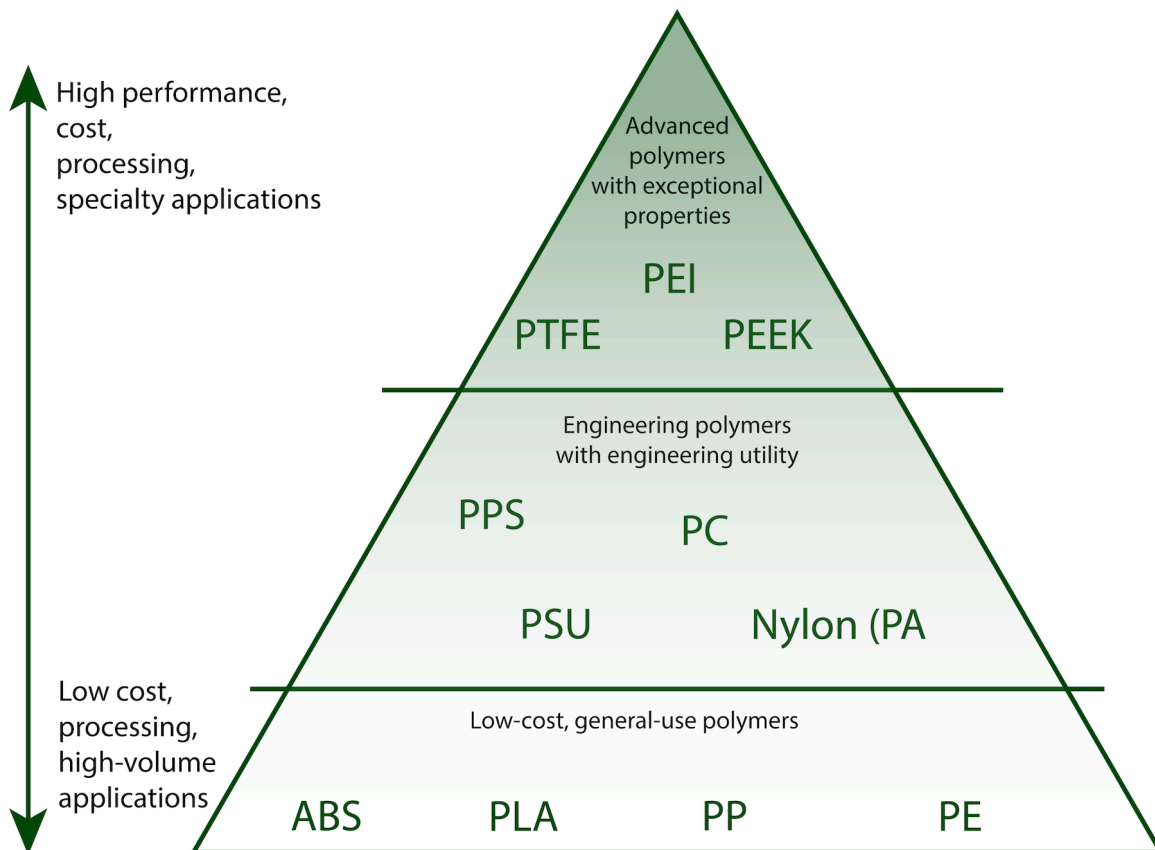 High performance,
cost,
processing,
specialty applications
Advanced
polymers
with exceptional
properties
PEI
PTFE PEEK
Engineering polymers
with engineering utility
PPS PC
PSU Nylon (PA
Low cost,
processing,
high-volume
applications
Low-cost, general-use polymers
ABS PLA PP PE